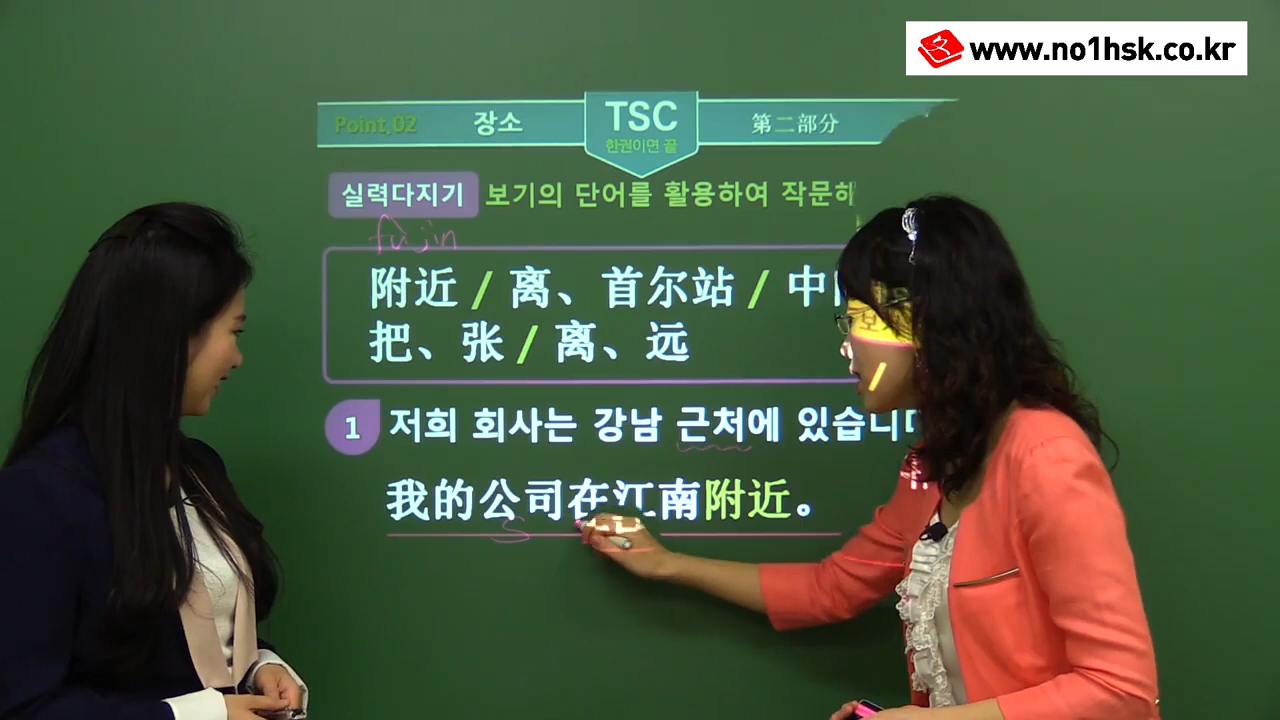 www.no1hsk.co.kr
Point.02 장소 TSC 第二部分
한권이면 끝
실력다지기 보기의 단어를 활용하여 작문해
fùjìn
附近 / 离、首尔站 / 中
把、张 / 离、远
1 저희 회사는 강남 근처에 있습니다
我的公司在江南附近。
S